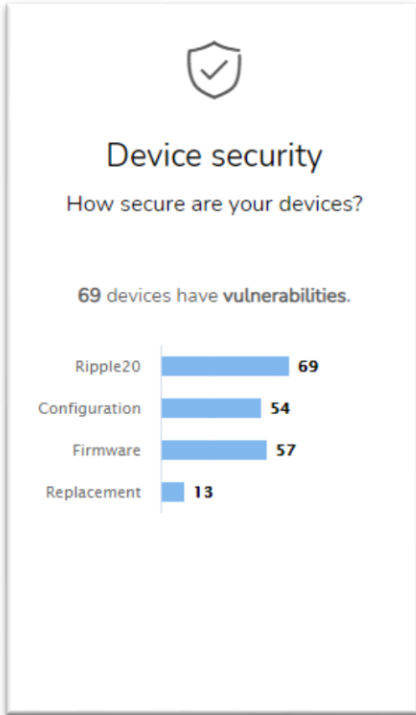 Device security
How secure are your devices?
69 devices have vulnerabilities.
Ripple20 69
Configuration 54
Firmware 57
Replacement 13